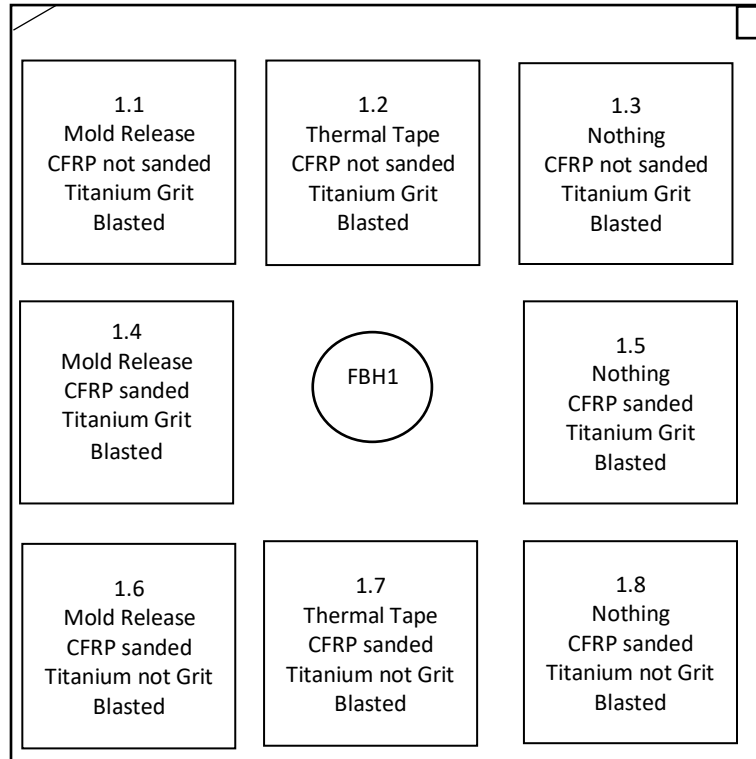 1.1
Mold Release
CFRP not sanded
Titanium Grit
Blasted
1.2
Thermal Tape
CFRP not sanded
Titanium Grit
Blasted
1.3
Nothing
CFRP not sanded
Titanium Grit
Blasted
1.4
Mold Release
CFRP sanded
Titanium Grit
Blasted
FBH1
1.5
Nothing
CFRP sanded
Titanium Grit
Blasted
1.6
Mold Release
CFRP sanded
Titanium not Grit
Blasted
1.7
Thermal Tape
CFRP sanded
Titanium not Grit
Blasted
1.8
Nothing
CFRP sanded
Titanium not Grit
Blasted